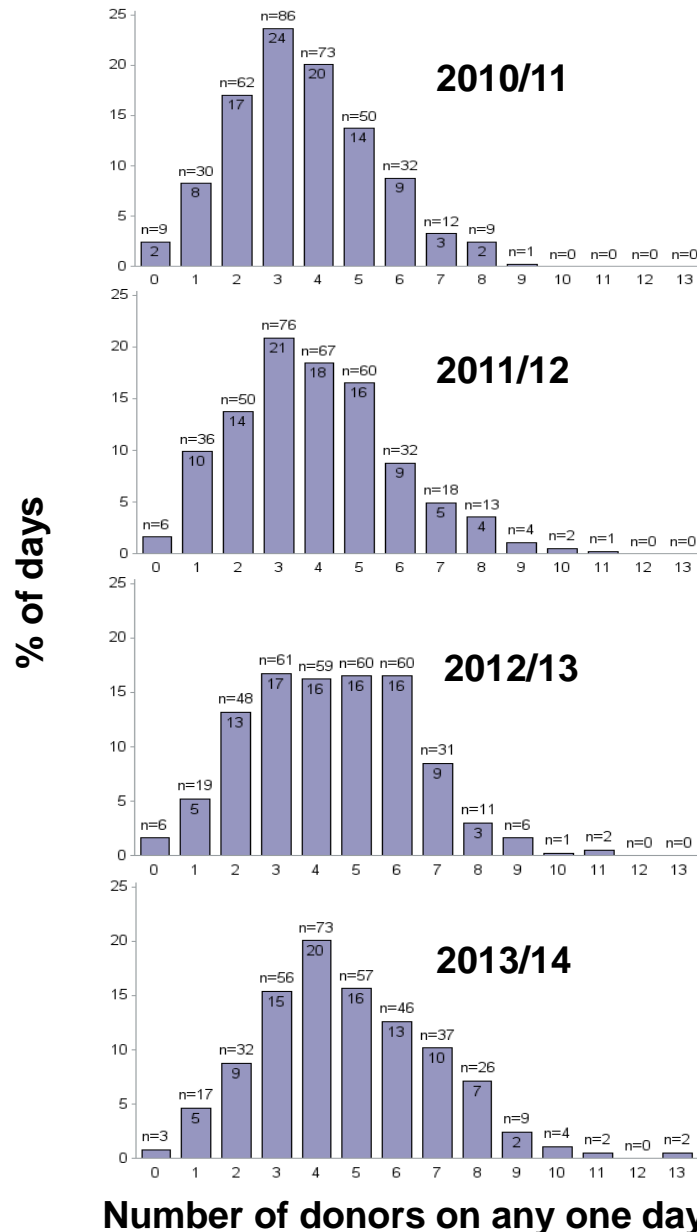 % of days
25
20
15
10
5
0
n=9 n=30 n=62 n=86 n=73 n=50 n=32 n=12 n=9 n=1 n=0 n=0 n=0 n=0
2 8 17 24 20 14 9 3 2
2010/11
0 1 2 3 4 5 6 7 8 9 10 11 12 13
25
20
15
10
5
0
n=6 n=36 n=50 n=76 n=67 n=60 n=32 n=18 n=13 n=4 n=2 n=1 n=0 n=0
10 14 21 18 16 9 5 4
2011/12
0 1 2 3 4 5 6 7 8 9 10 11 12 13
25
20
15
10
5
0
n=6 n=19 n=48 n=61 n=59 n=60 n=60 n=31 n=11 n=6 n=1 n=2 n=0 n=0
5 13 17 16 16 16 9 3
2012/13
0 1 2 3 4 5 6 7 8 9 10 11 12 13
25
20
15
10
5
0
n=3 n=17 n=32 n=56 n=73 n=57 n=46 n=37 n=26 n=9 n=4 n=2 n=0 n=2
5 9 15 20 16 13 10 7 2
2013/14
0 1 2 3 4 5 6 7 8 9 10 11 12 13
Number of donors on any one day